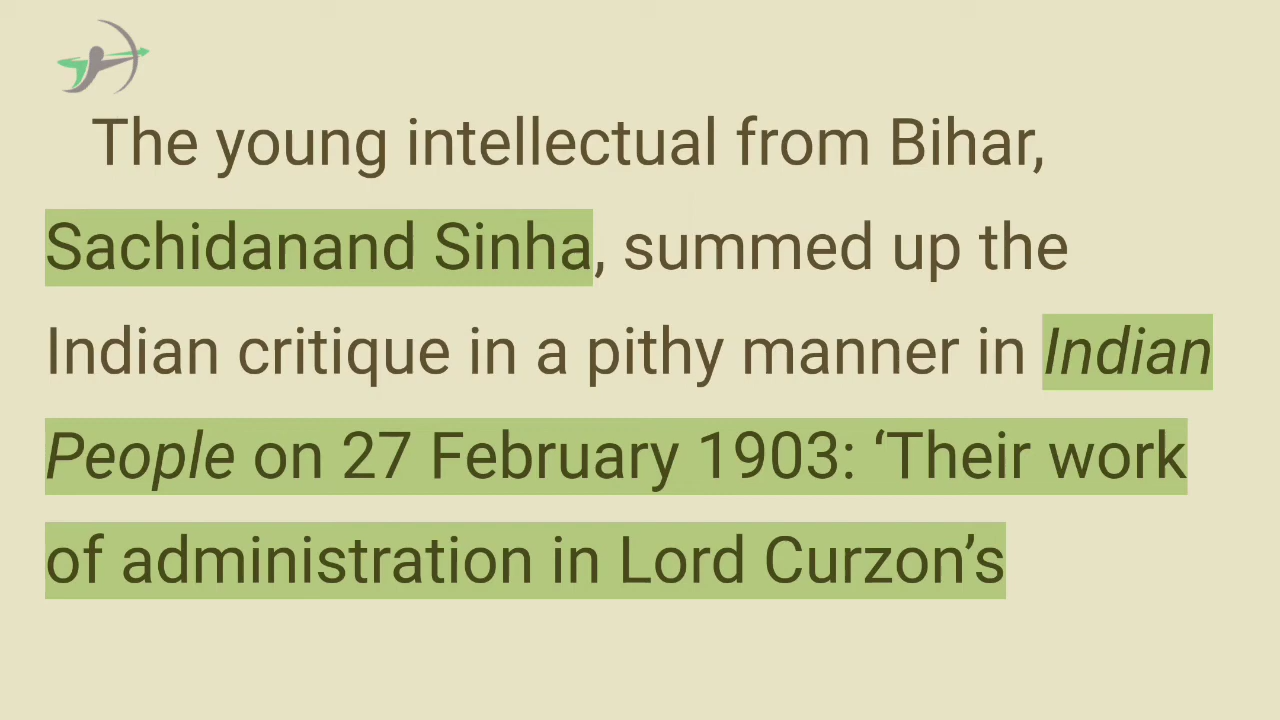 The young intellectual from Bihar,
Sachidanand Sinha, summed up the
Indian critique in a pithy manner in Indian
People on 27 February 1903: ‘Their work
of administration in Lord Curzon’s